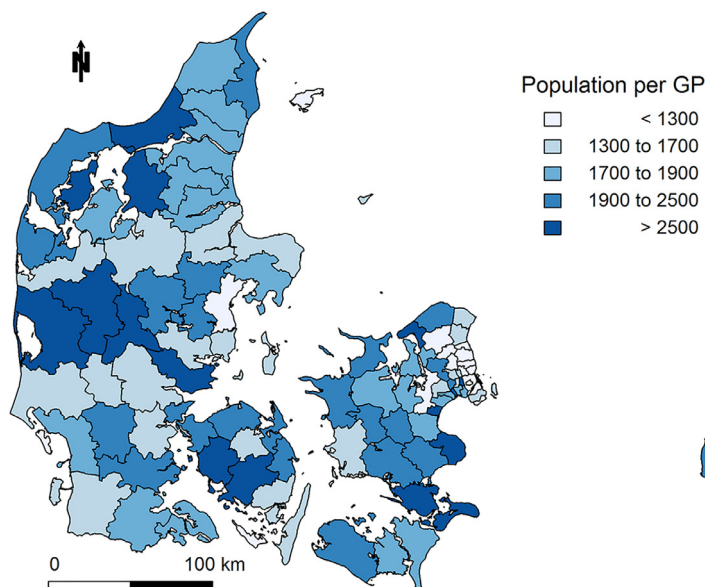 N
Population per GP
< 1300
1300 to 1700
1700 to 1900
1900 to 2500
> 2500
0 100 km